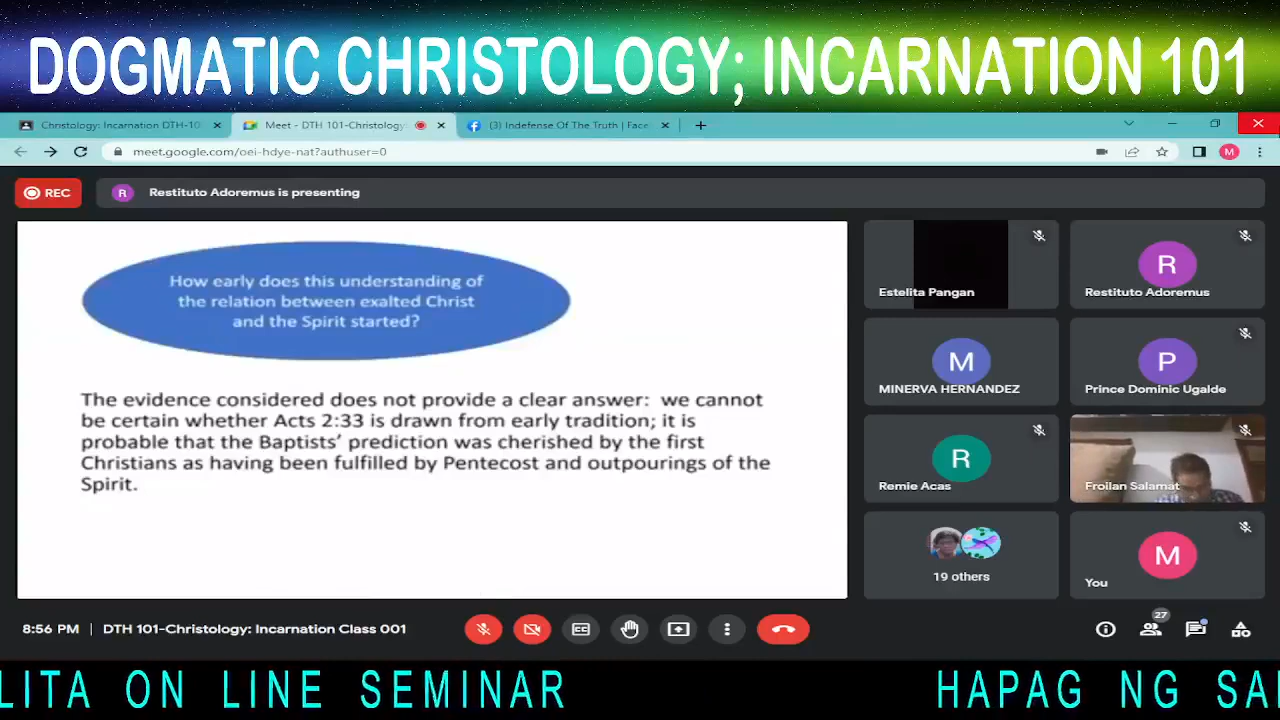 DOGMATIC CHRISTOLOGY; INCARNATION 101
Christology: Incarnation DTH-10
Meet - DTH 101-Christology:
(3) Indefense Of The Truth | Face
meet.google.com/oei-hdye-nat?authuser=0
M
REC
R
Restituto Adoremus is presenting
How early does this understanding of
the relation between exalted Christ
and the Spirit started?
The evidence considered does not provide a clear answer: we cannot
be certain whether Acts 2:33 is drawn from early tradition; it is
probable that the Baptists' prediction was cherished by the first
Christians as having been fulfilled by Pentecost and outpourings of the
Spirit.
Estelita Pangan
R
Restituto Adoremus
M
MINERVA HERNANDEZ
P
Prince Dominic Ugalde
R
Remie Acas
Froilan Salamat
19 others
M
You
8:56 PM | DTH 101-Christology: Incarnation Class 001
CC
27
LITA ON LINE SEMINAR
HAPAG NG SA